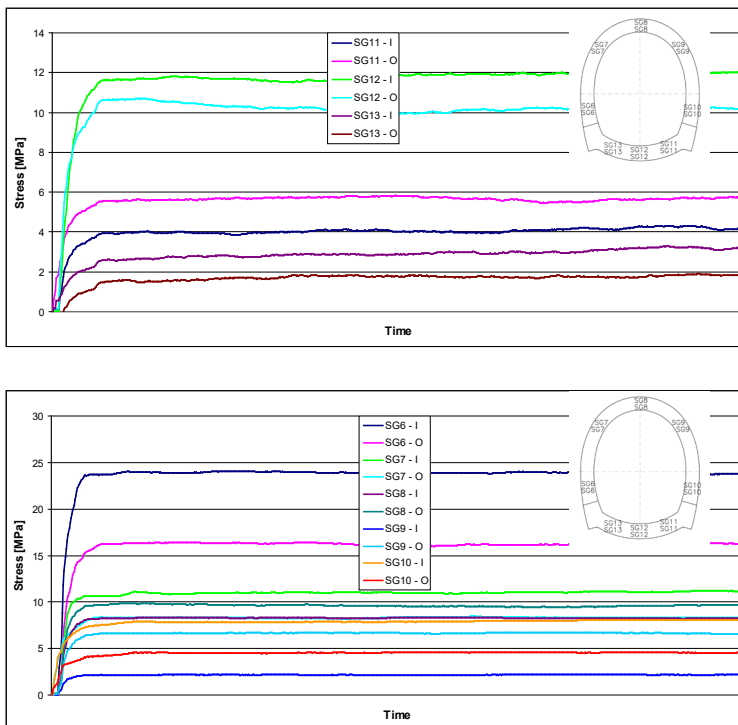 14
12
10
8
6
4
2
0
Stress [MPa]
Time
SG11 - I
SG11 - O
SG12 - I
SG12 - O
SG13 - I
SG13 - O
SG8
SG8
SG7
SG7
SG9
SG9
SG6
SG6
SG10
SG10
SG13
SG13
SG12
SG12
SG11
SG11
30
25
20
15
10
5
0
Stress [MPa]
Time
SG6 - I
SG6 - O
SG7 - I
SG7 - O
SG8 - I
SG8 - O
SG9 - I
SG9 - O
SG10 - I
SG10 - O
SG8
SG8
SG7
SG7
SG9
SG9
SG6
SG6
SG10
SG10
SG13
SG13
SG12
SG12
SG11
SG11